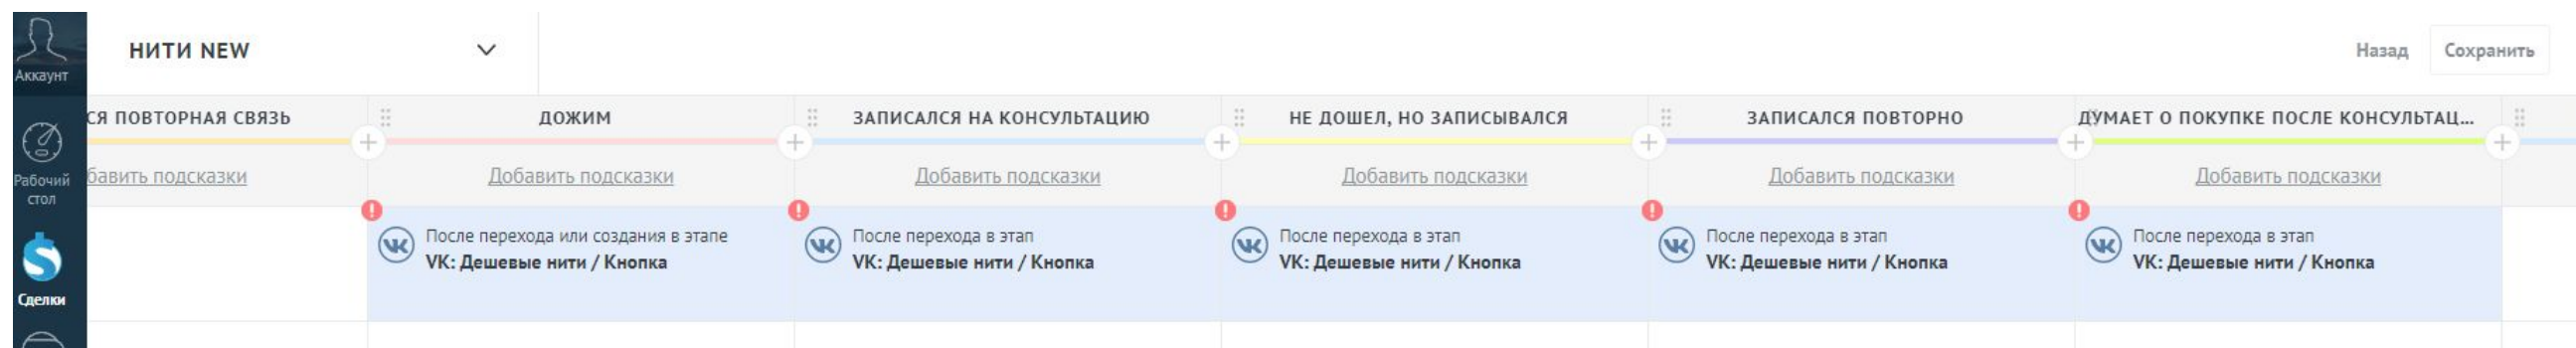 Аккаунт
НИТИ NEW
Назад
Сохранить
СЯ ПОВТОРНАЯ СВЯЗЬ
ДОЖИМ
ЗАПИСАЛСЯ НА КОНСУЛЬТАЦИЮ
НЕ ДОШЕЛ, НО ЗАПИСЫВАЛСЯ
ЗАПИСАЛСЯ ПОВТОРНО
ДУМАЕТ О ПОКУПКЕ ПОСЛЕ КОНСУЛЬТАЦ...
Рабочий
стол
бавить подсказки
Добавить подсказки
Добавить подсказки
Добавить подсказки
Добавить подсказки
Добавить подсказки
Сделки
После перехода или создания в этапе
VK: Дешевые нити / Кнопка
После перехода в этап
VK: Дешевые нити / Кнопка
После перехода в этап
VK: Дешевые нити / Кнопка
После перехода в этап
VK: Дешевые нити / Кнопка
После перехода в этап
VK: Дешевые нити / Кнопка